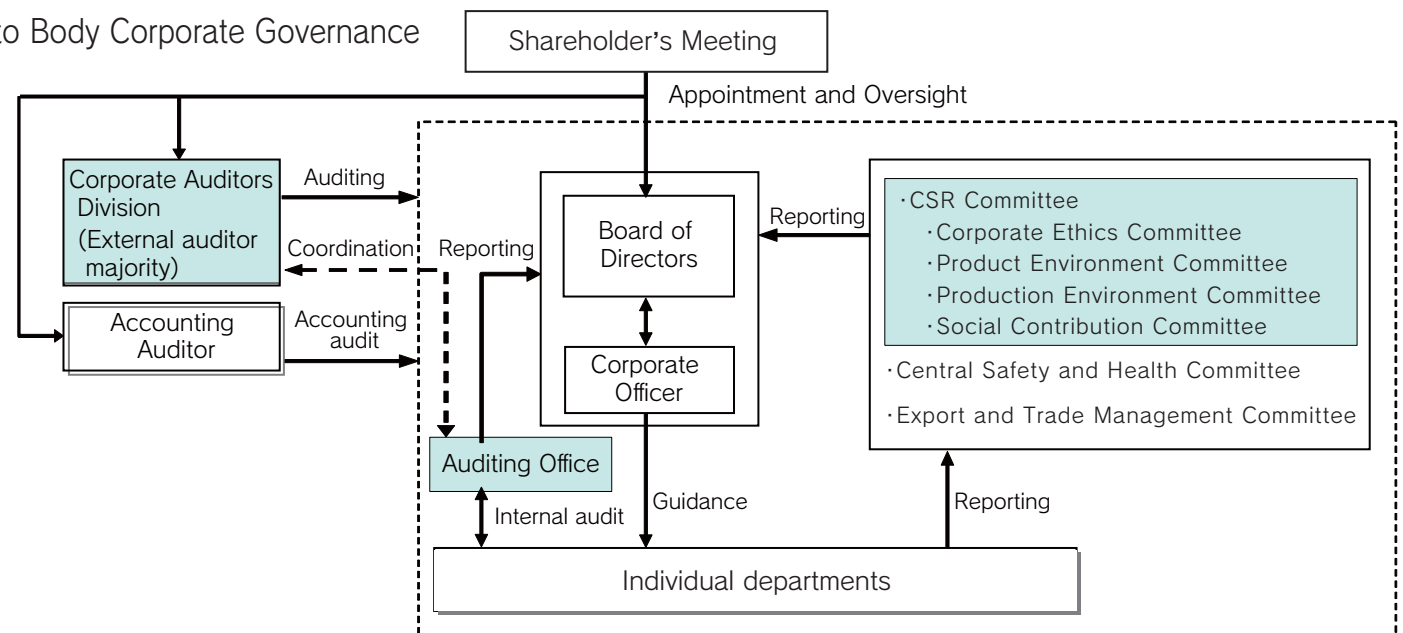 to Body Corporate Governance
Shareholder's Meeting
Appointment and Oversight
Corporate Auditors
Division
(External auditor
majority)
Auditing
Coordination
Reporting
Accounting
Auditor
Accounting
audit
Board of
Directors
Corporate
Officer
Reporting
·CSR Committee
·Corporate Ethics Committee
·Product Environment Committee
·Production Environment Committee
·Social Contribution Committee
·Central Safety and Health Committee
·Export and Trade Management Committee
Auditing Office
Internal audit
Guidance
Reporting
Individual departments